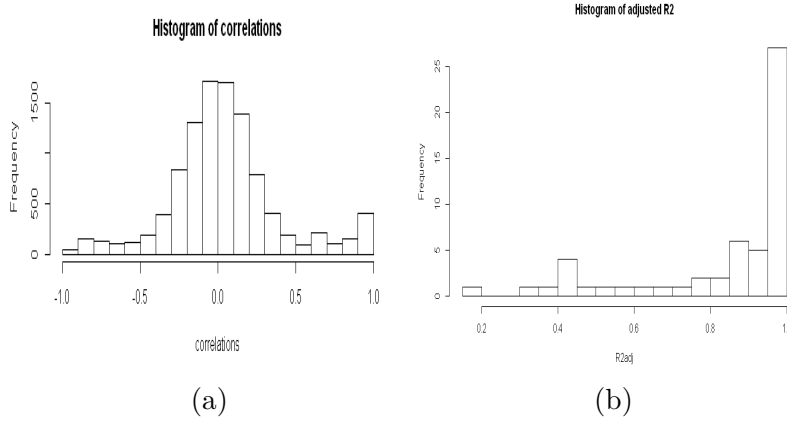 Histogram of correlations
Frequency
1500
500
0
-1.0 -0.5 0.0 0.5 1.0
correlations
(a)
Histogram of adjusted R2
Frequency
25
20
15
10
5
0
0.2 0.4 0.6 0.8 1.
R2adj
(b)